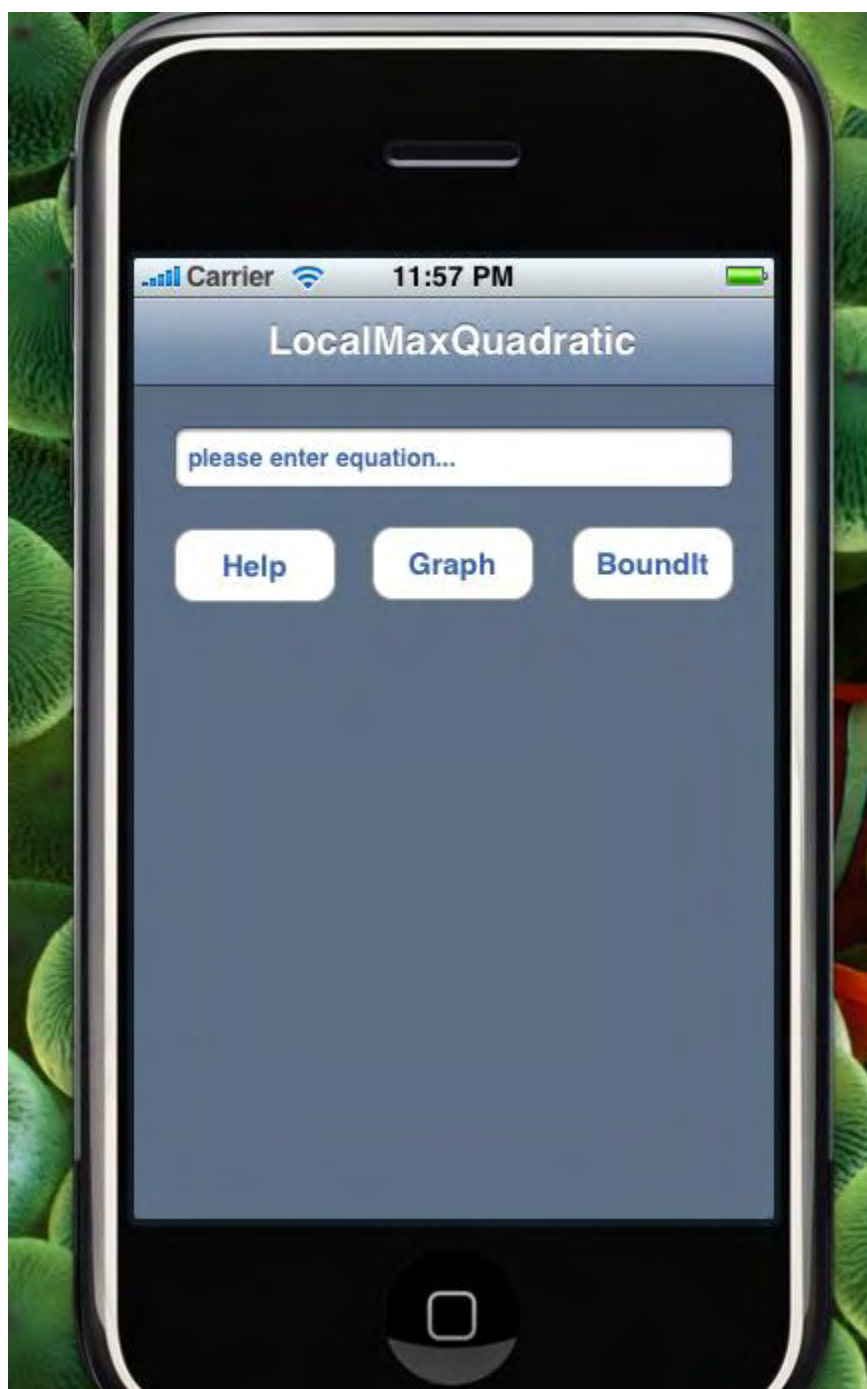 Carrier 11:57 PM
LocalMaxQuadratic
please enter equation...
Help Graph BoundIt